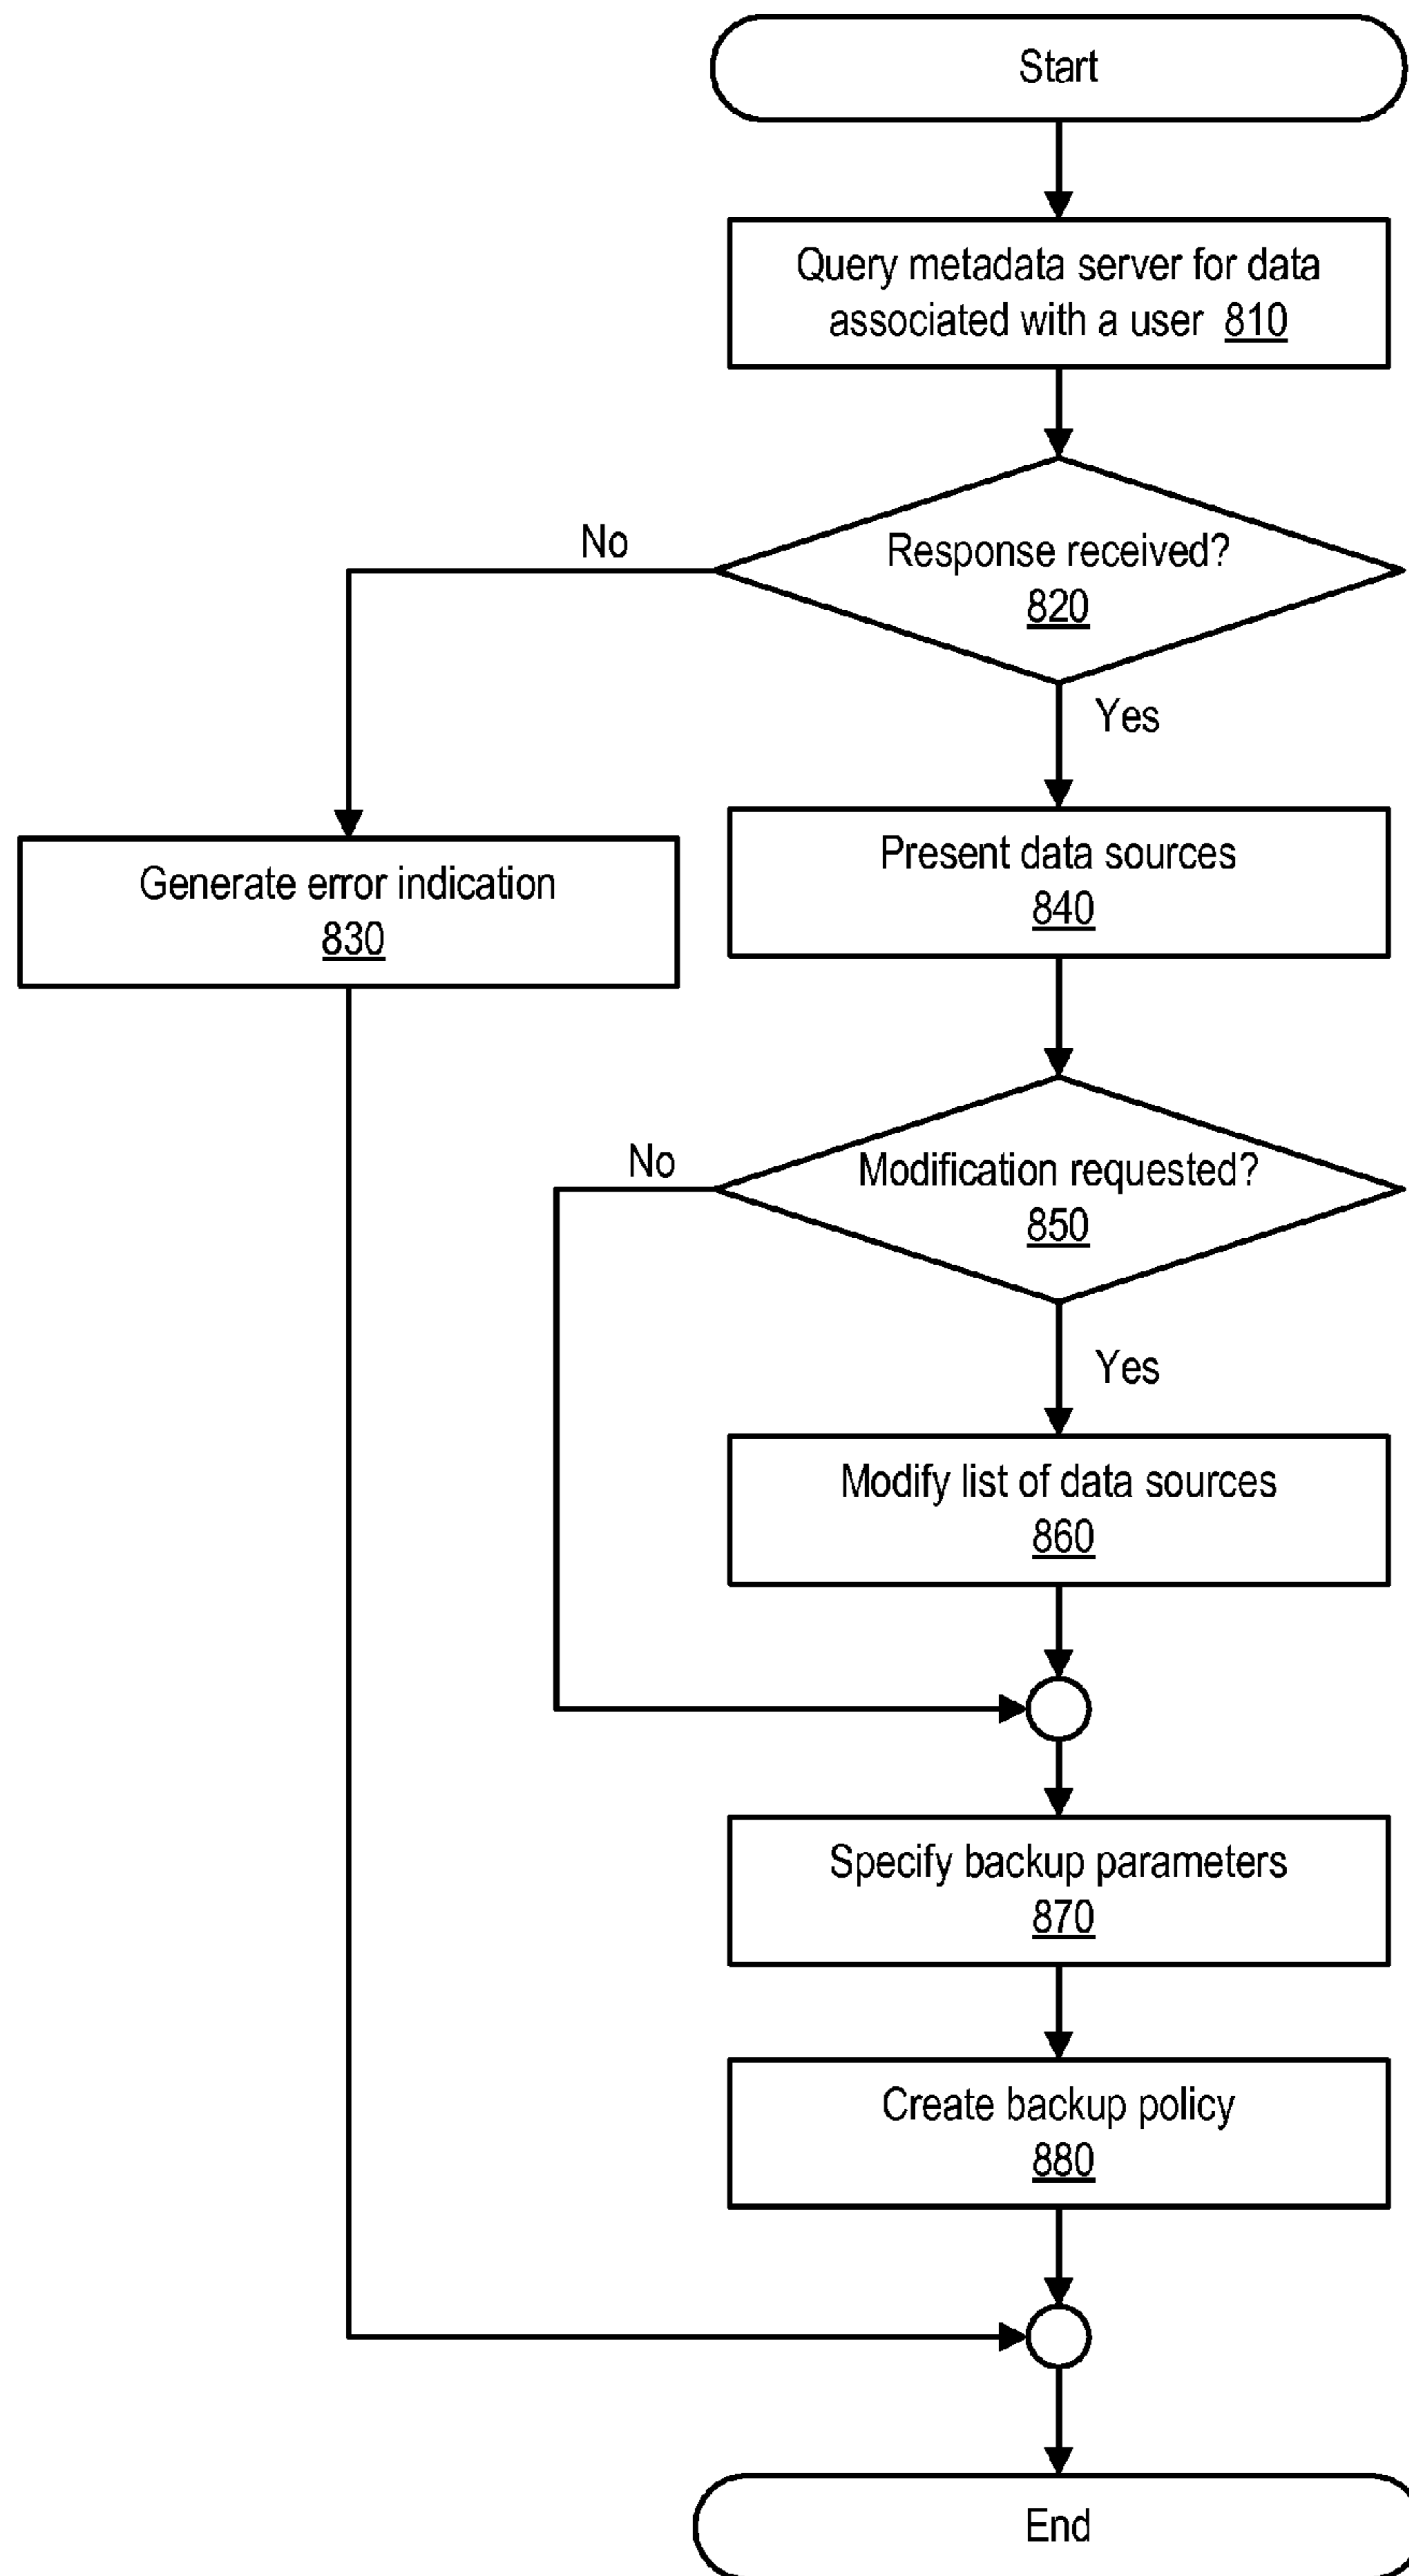 Start
Query metadata server for data
associated with a user 810
No
Response received?
820
Yes
Generate error indication
830
Present data sources
840
No
Modification requested?
850
Yes
Modify list of data sources
860
Specify backup parameters
870
Create backup policy
880
End